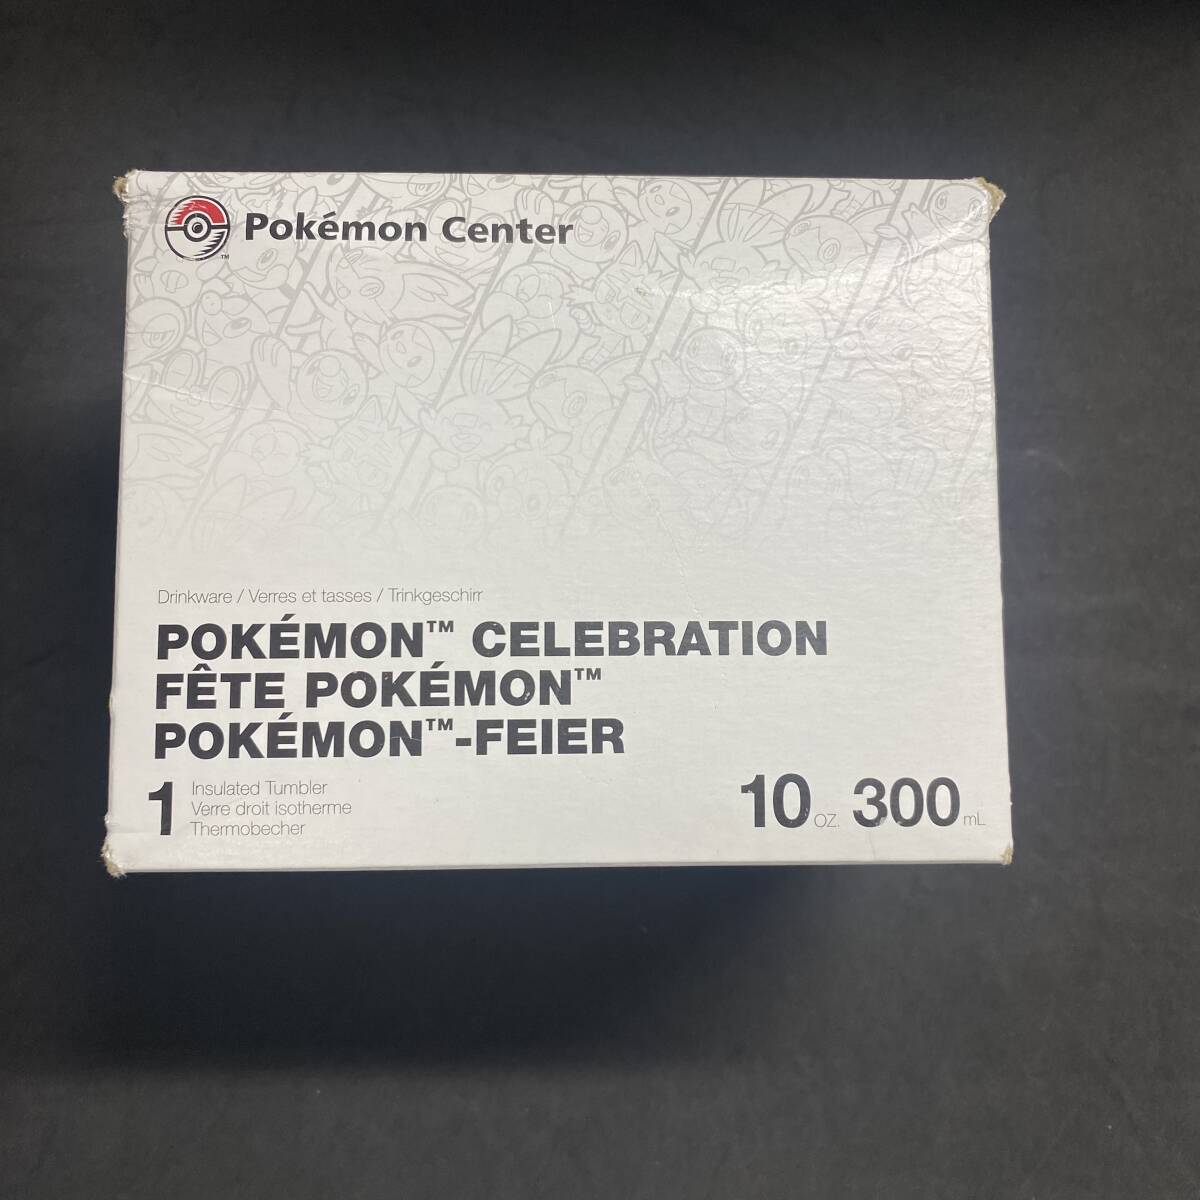 Pokémon Center
TM
Drinkware / Verres et tasses / Trinkgeschirr
POKÉMON™ CELEBRATION
FÊTE POKÉMON™
POKÉMON™-FEIER
1 Insulated Tumbler
Verre droit isotherme
Thermobecher
10 OZ. 300 mL